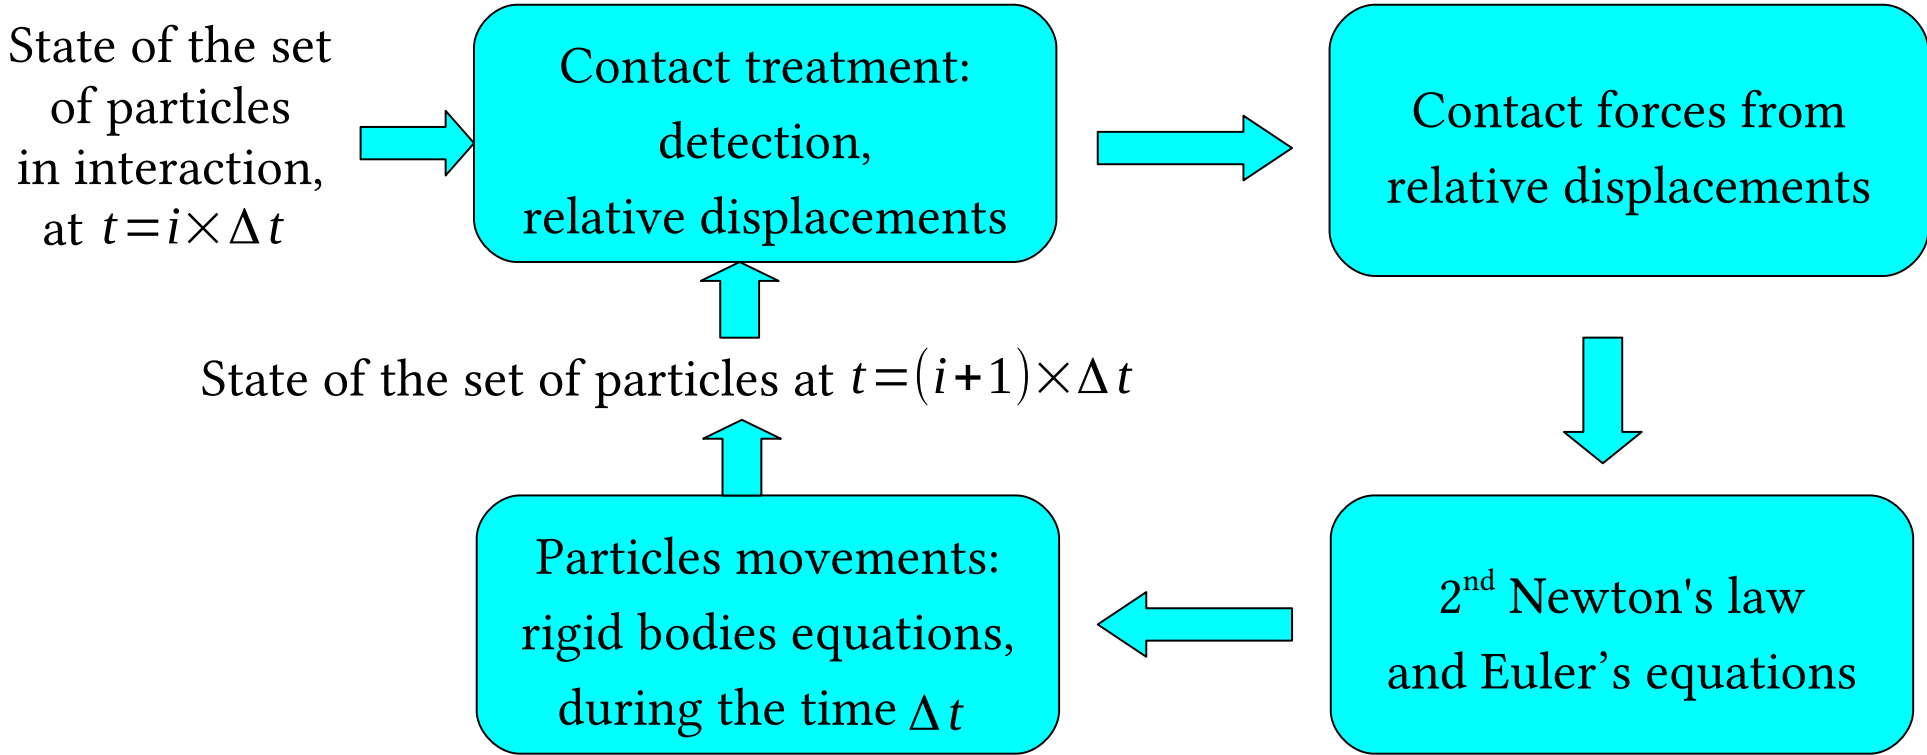 State of the set
of particles
in interaction,
at t=i×Δt
Contact treatment:
detection,
relative displacements
Contact forces from
relative displacements
2nd Newton's law
and Euler’s equations
Particles movements:
rigid bodies equations,
during the time Δt
State of the set of particles at t=(i+1)×Δt